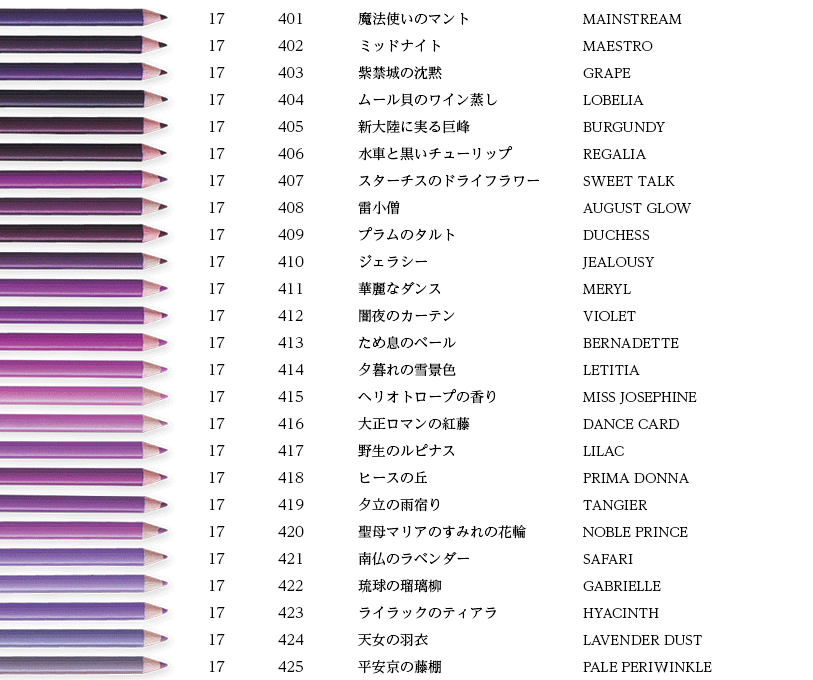 17 401 魔法使いのマント MAINSTREAM
17 402 ミッドナイト MAESTRO
17 403 紫禁城の沈黙 GRAPE
17 404 ムール貝のワイン蒸し LOBELIA
17 405 新大陸に実る巨峰 BURGUNDY
17 406 水車と黒いチューリップ REGALIA
17 407 スターチスのドライフラワー SWEET TALK
17 408 雷小僧 AUGUST GLOW
17 409 プラムのタルト DUCHESS
17 410 ジェラシー JEALOUSY
17 411 華麗なダンス MERYL
17 412 闇夜のカーテン VIOLET
17 413 ため息のベール BERNADETTE
17 414 夕暮れの雪景色 LETITIA
17 415 ヘリオトロープの香り MISS JOSEPHINE
17 416 大正ロマンの紅藤 DANCE CARD
17 417 野生のルピナス LILAC
17 418 ヒースの丘 PRIMA DONNA
17 419 夕立の雨宿り TANGIER
17 420 聖母マリアのすみれの花輪 NOBLE PRINCE
17 421 南仏のラベンダー SAFARI
17 422 琉球の瑠璃柳 GABRIELLE
17 423 ライラックのティアラ HYACINTH
17 424 天女の羽衣 LAVENDER DUST
17 425 平安京の藤棚 PALE PERIWINKLE